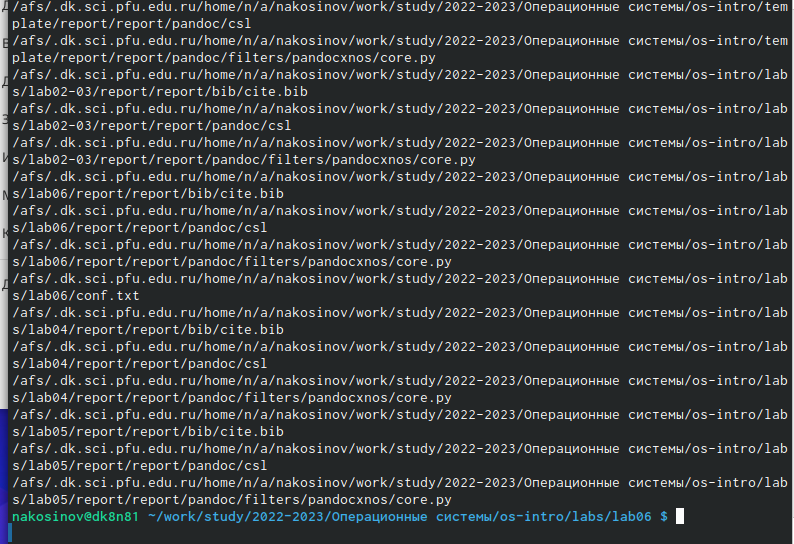 /afs/.dk.sci.pfu.edu.ru/home/n/a/nakosinov/work/study/2022-2023/Операционные системы/os-intro/tem
plate/report/report/pandoc/csl
/afs/.dk.sci.pfu.edu.ru/home/n/a/nakosinov/work/study/2022-2023/Операционные системы/os-intro/tem
plate/report/report/pandoc/filters/pandocxnos/core.py
/afs/.dk.sci.pfu.edu.ru/home/n/a/nakosinov/work/study/2022-2023/Операционные системы/os-intro/lab
s/lab02-03/report/report/bib/cite.bib
/afs/.dk.sci.pfu.edu.ru/home/n/a/nakosinov/work/study/2022-2023/Операционные системы/os-intro/lab
s/lab02-03/report/report/pandoc/csl
/afs/.dk.sci.pfu.edu.ru/home/n/a/nakosinov/work/study/2022-2023/Операционные системы/os-intro/lab
s/lab02-03/report/report/pandoc/filters/pandocxnos/core.py
/afs/.dk.sci.pfu.edu.ru/home/n/a/nakosinov/work/study/2022-2023/Операционные системы/os-intro/lab
s/lab06/report/report/bib/cite.bib
/afs/.dk.sci.pfu.edu.ru/home/n/a/nakosinov/work/study/2022-2023/Операционные системы/os-intro/lab
s/lab06/report/report/pandoc/csl
/afs/.dk.sci.pfu.edu.ru/home/n/a/nakosinov/work/study/2022-2023/Операционные системы/os-intro/lab
s/lab06/report/report/pandoc/filters/pandocxnos/core.py
/afs/.dk.sci.pfu.edu.ru/home/n/a/nakosinov/work/study/2022-2023/Операционные системы/os-intro/lab
s/lab06/conf.txt
/afs/.dk.sci.pfu.edu.ru/home/n/a/nakosinov/work/study/2022-2023/Операционные системы/os-intro/lab
s/lab04/report/report/bib/cite.bib
/afs/.dk.sci.pfu.edu.ru/home/n/a/nakosinov/work/study/2022-2023/Операционные системы/os-intro/lab
s/lab04/report/report/pandoc/csl
/afs/.dk.sci.pfu.edu.ru/home/n/a/nakosinov/work/study/2022-2023/Операционные системы/os-intro/lab
s/lab04/report/report/pandoc/filters/pandocxnos/core.py
/afs/.dk.sci.pfu.edu.ru/home/n/a/nakosinov/work/study/2022-2023/Операционные системы/os-intro/lab
s/lab05/report/report/bib/cite.bib
/afs/.dk.sci.pfu.edu.ru/home/n/a/nakosinov/work/study/2022-2023/Операционные системы/os-intro/lab
s/lab05/report/report/pandoc/csl
/afs/.dk.sci.pfu.edu.ru/home/n/a/nakosinov/work/study/2022-2023/Операционные системы/os-intro/lab
s/lab05/report/report/pandoc/filters/pandocxnos/core.py
nakosinov@dk8n81 ~/work/study/2022-2023/Операционные системы/os-intro/labs/lab06 $